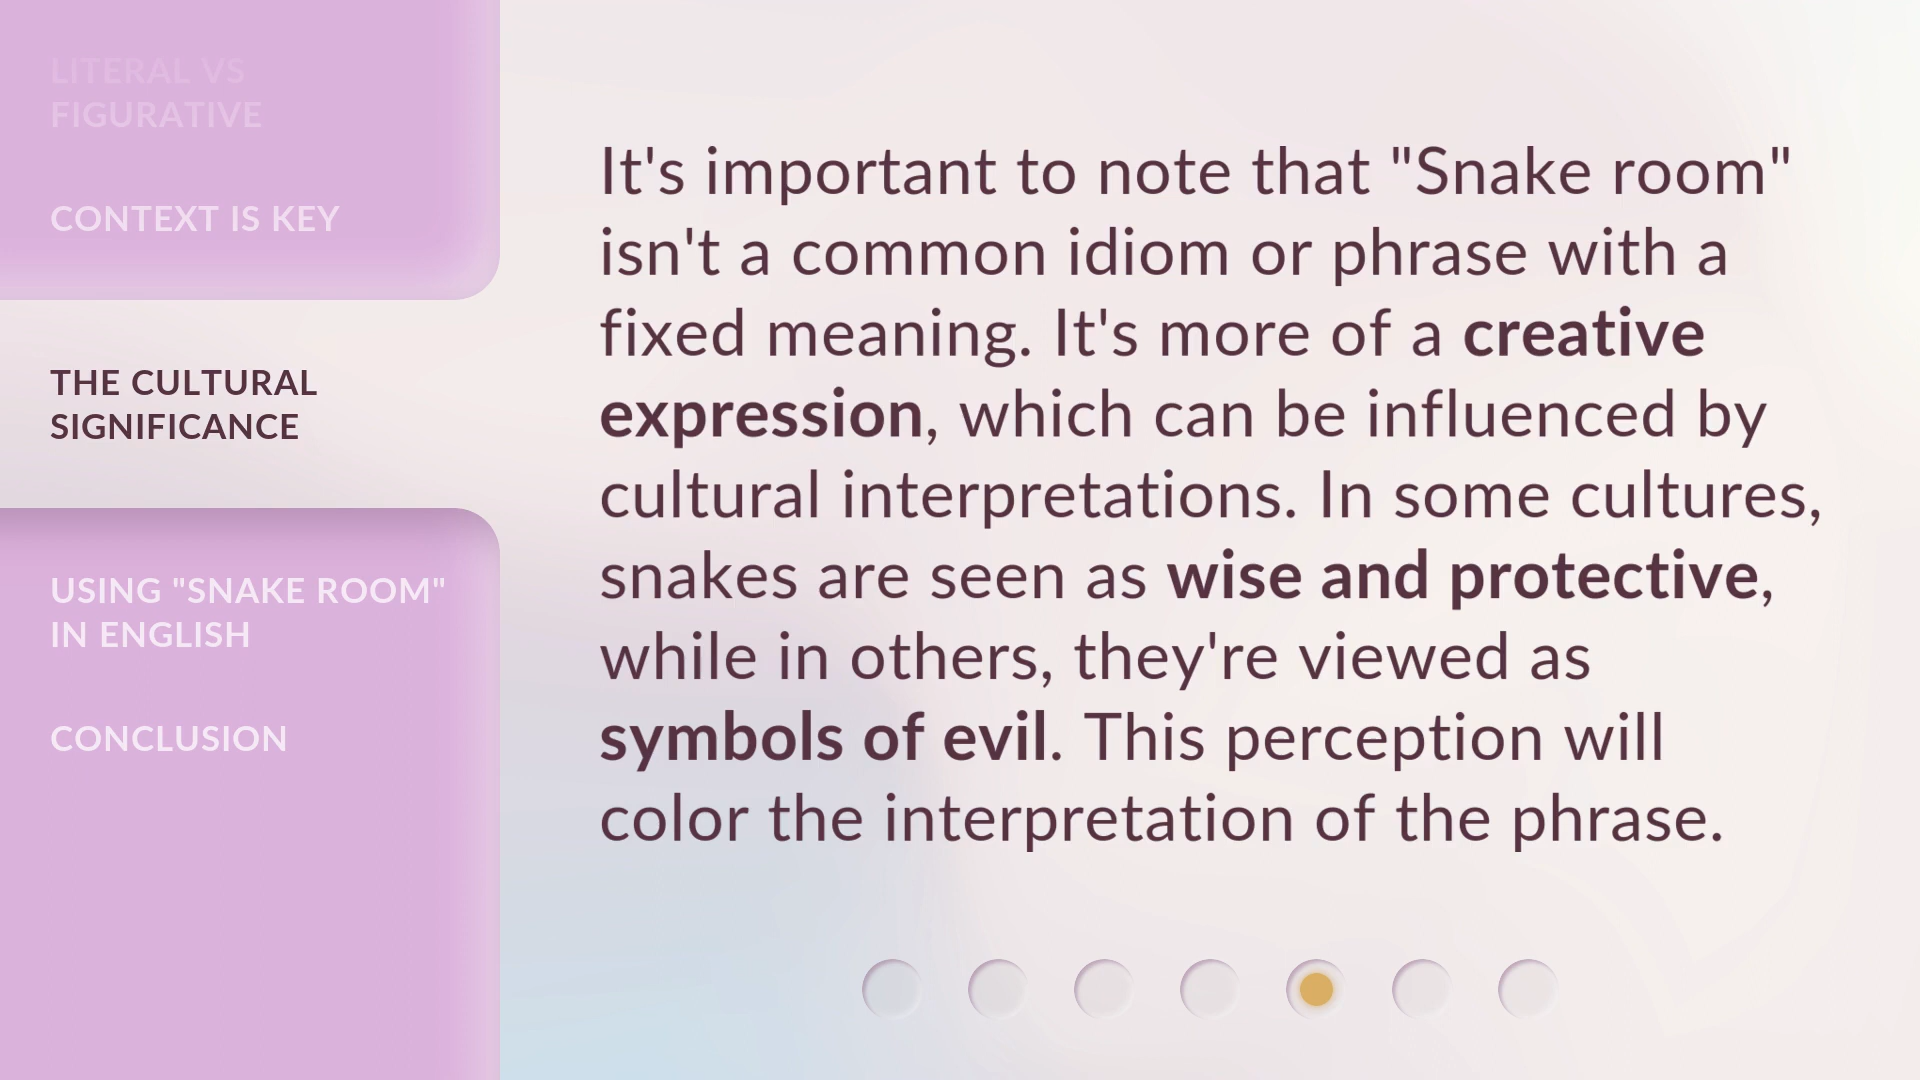 LITERAL VS
FIGURATIVE
CONTEXT IS KEY
THE CULTURAL
SIGNIFICANCE
USING "SNAKE ROOM"
IN ENGLISH
CONCLUSION
It's important to note that "Snake room"
isn't a common idiom or phrase with a
fixed meaning. It's more of a creative
expression, which can be influenced by
cultural interpretations. In some cultures,
snakes are seen as wise and protective,
while in others, they're viewed as
symbols of evil. This perception will
color the interpretation of the phrase.